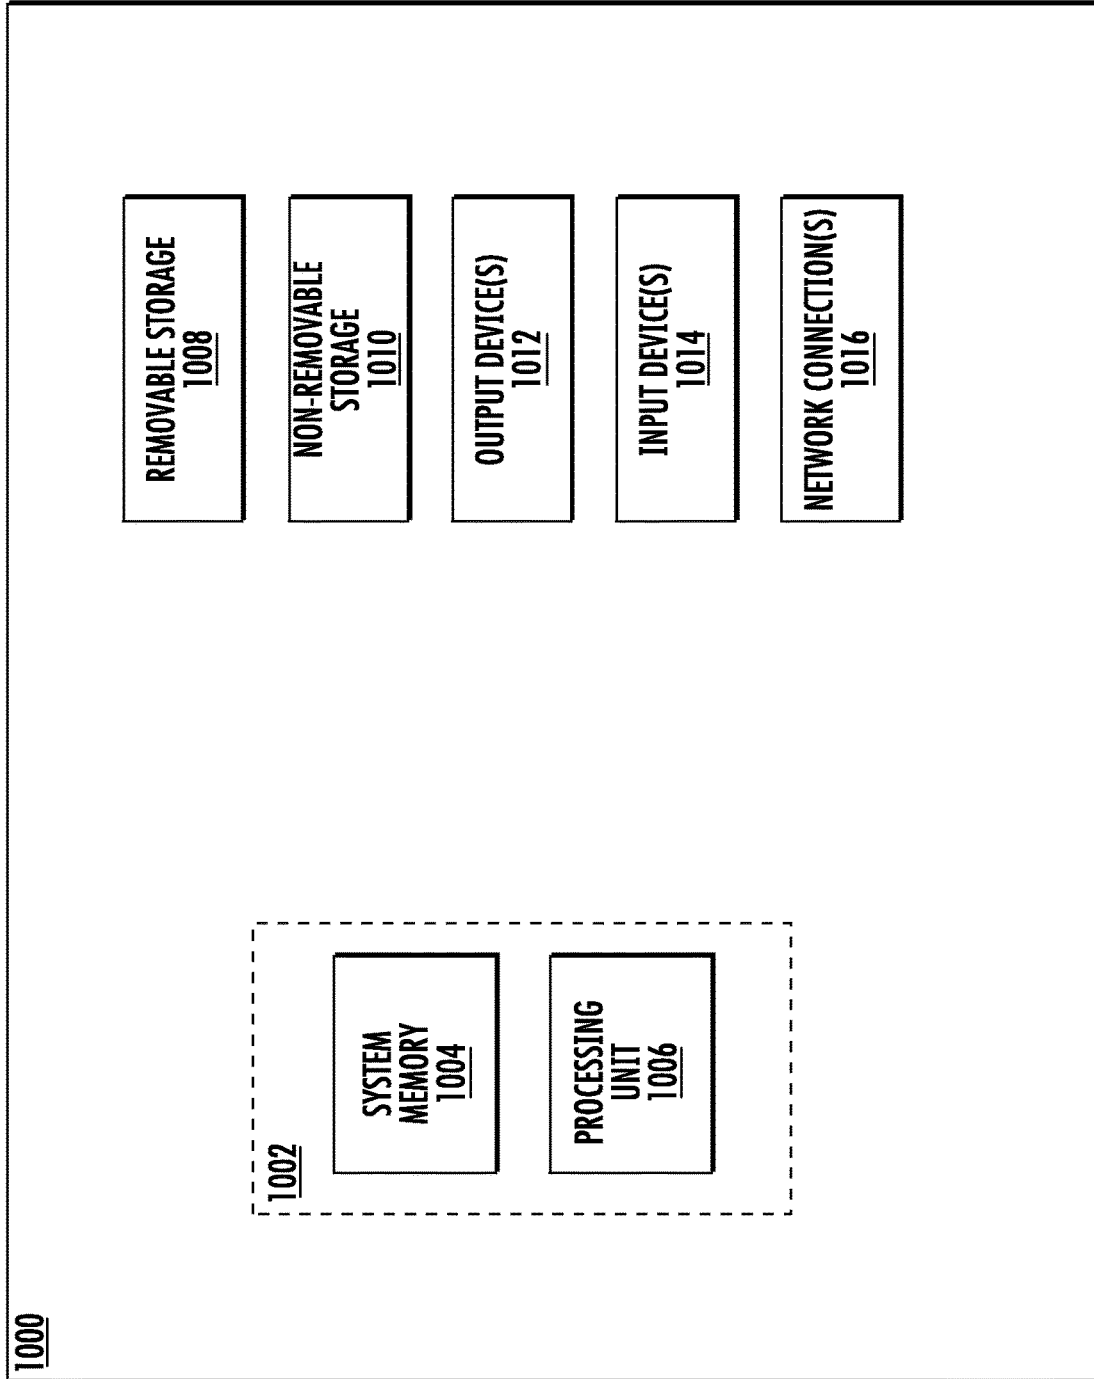 1000
1002
SYSTEM
MEMORY
1004
PROCESSING
UNIT
1006
REMOVABLE STORAGE
1008
NON-REMOVABLE
STORAGE
1010
OUTPUT DEVICE(S)
1012
INPUT DEVICE(S)
1014
NETWORK CONNECTION(S)
1016